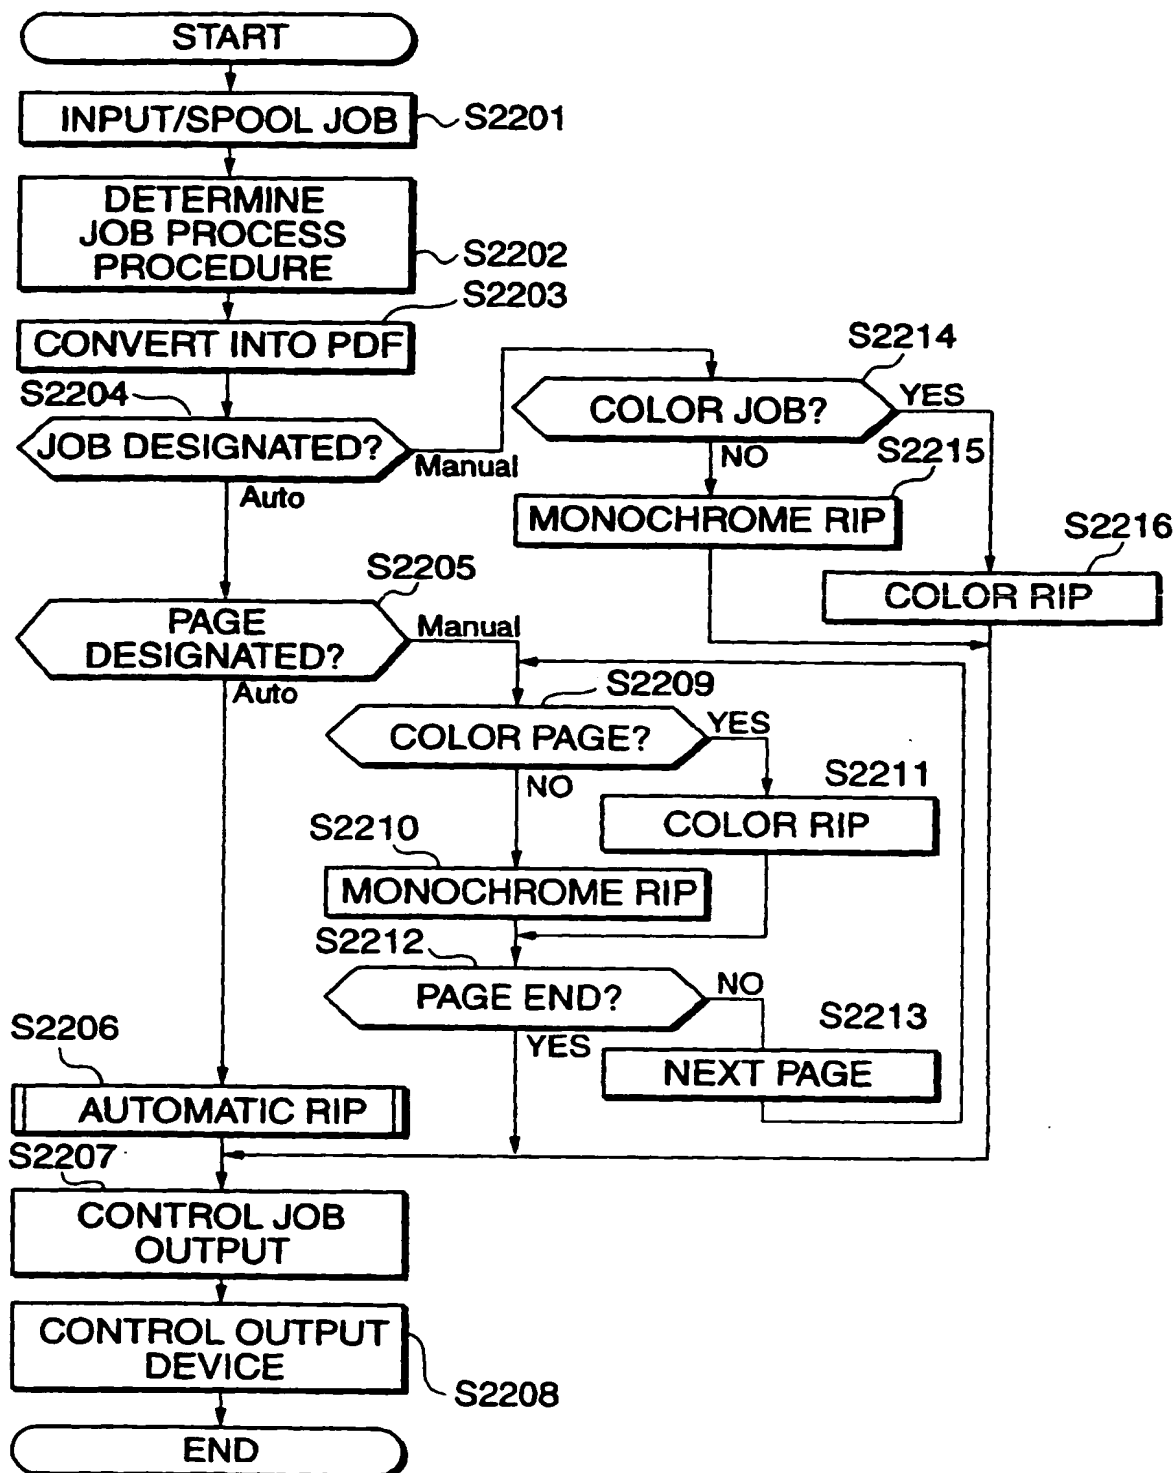 START
INPUT/SPOOL JOB
S2201
DETERMINE
JOB PROCESS
PROCEDURE
S2202
S2203
CONVERT INTO PDF
S2204
JOB DESIGNATED?
Manual
Auto
S2214
COLOR JOB?
YES
NO
S2215
MONOCHROME RIP
S2216
COLOR RIP
S2205
PAGE
DESIGNATED?
Manual
Auto
S2209
COLOR PAGE?
YES
NO
S2211
COLOR RIP
S2210
MONOCHROME RIP
S2212
PAGE END?
NO
YES
S2213
NEXT PAGE
S2206
AUTOMATIC RIP
S2207
CONTROL JOB
OUTPUT
CONTROL OUTPUT
DEVICE
S2208
END